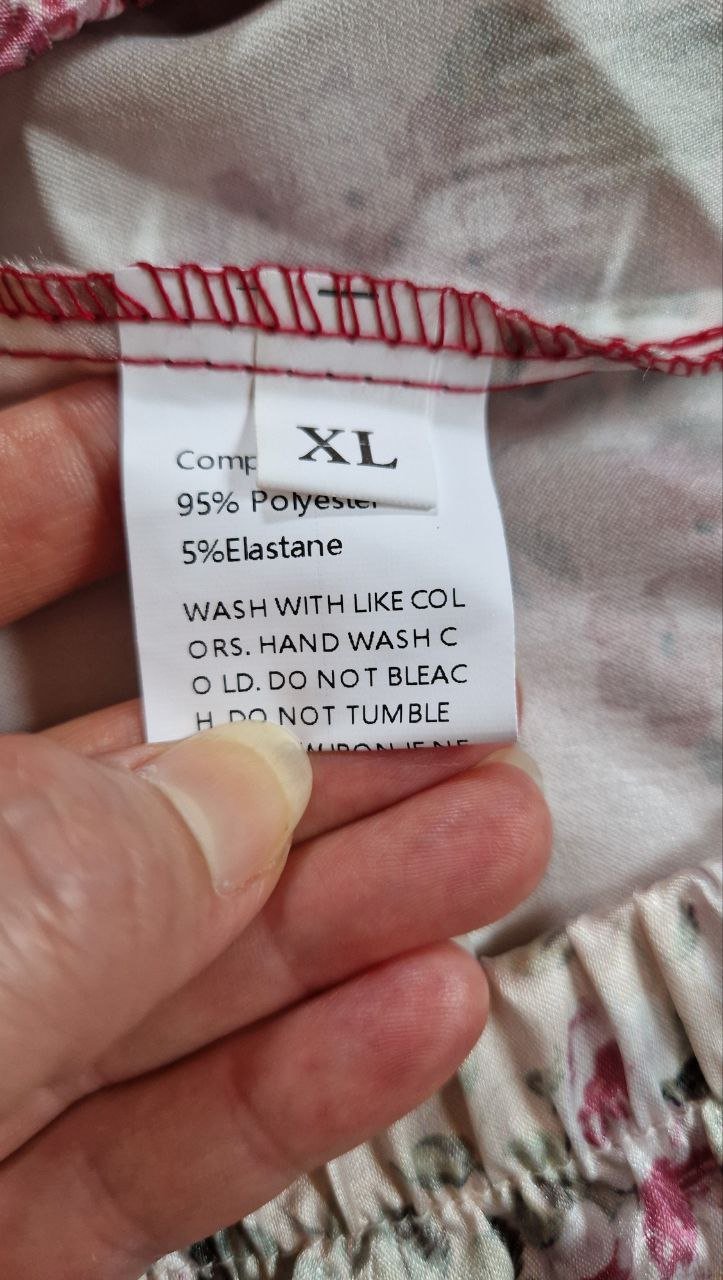 XL
Comp
95% Polyester
5%Elastane
WASH WITH LIKE COL
ORS. HAND WASH C
O LD. DO NOT BLEAC
H. DO NOT TUMBLE